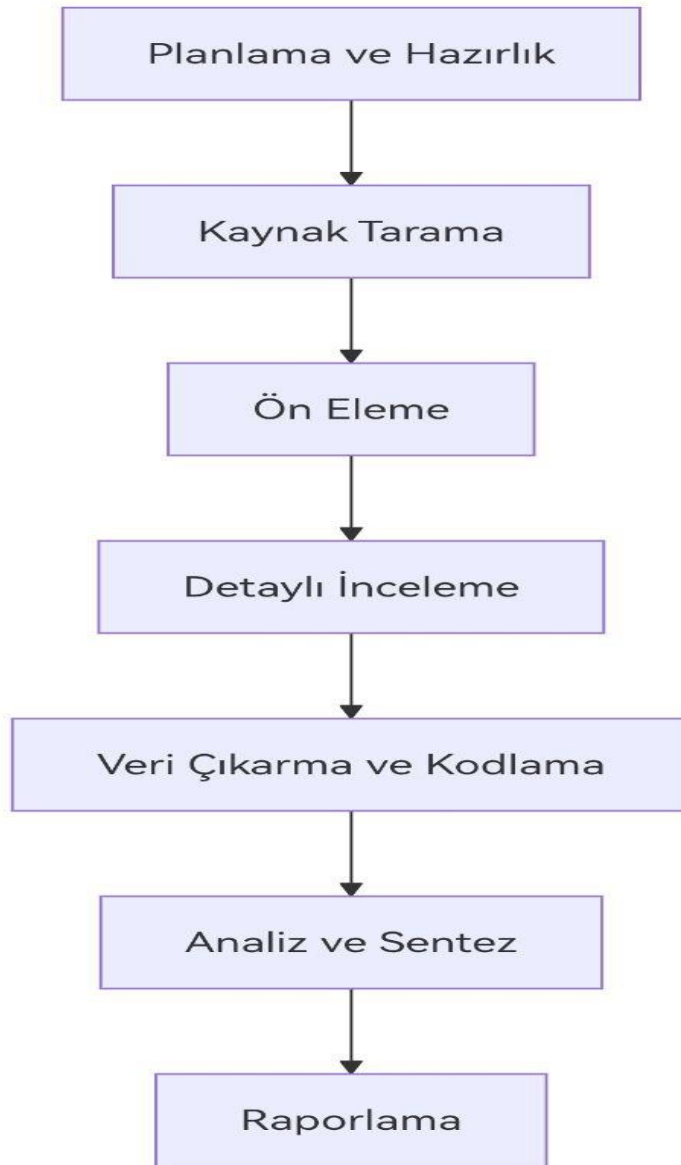 Planlama ve Hazırlık
Kaynak Tarama
Ön Eleme
Detaylı İnceleme
Veri Çıkarma ve Kodlama
Analiz ve Sentez
Raporlama